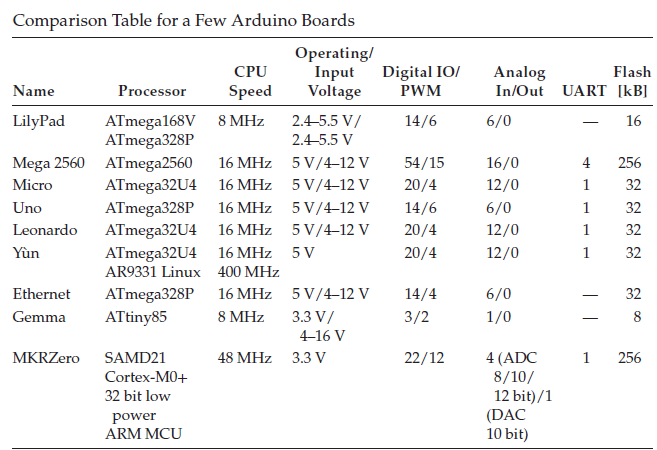 Comparison Table for a Few Arduino Boards
Operating/
CPU Input Digital IO/ Analog Flash
Name Processor Speed Voltage PWM In/Out UART [kB]
LilyPad ATmega168V 8 MHz 2.4–5.5 V/ 14/6 6/0 — 16
ATmega328P 2.4–5.5 V
Mega 2560 ATmega2560 16 MHz 5 V/4–12 V 54/15 16/0 4 256
Micro ATmega32U4 16 MHz 5 V/4–12 V 20/4 12/0 1 32
Uno ATmega328P 16 MHz 5 V/4–12 V 14/6 6/0 1 32
Leonardo ATmega32U4 16 MHz 5 V/4–12 V 20/4 12/0 1 32
Yùn ATmega32U4 16 MHz 5 V 20/4 12/0 1 32
AR9331 Linux 400 MHz
Ethernet ATmega328P 16 MHz 5 V/4–12 V 14/4 6/0 — 32
Gemma ATtiny85 8 MHz 3.3 V/ 3/2 1/0 — 8
4–16 V
MKRZero SAMD21 48 MHz 3.3 V 22/12 4 (ADC 1 256
Cortex-M0+ 8/10/
32 bit low 12 bit)/1
power (DAC
ARM MCU 10 bit)